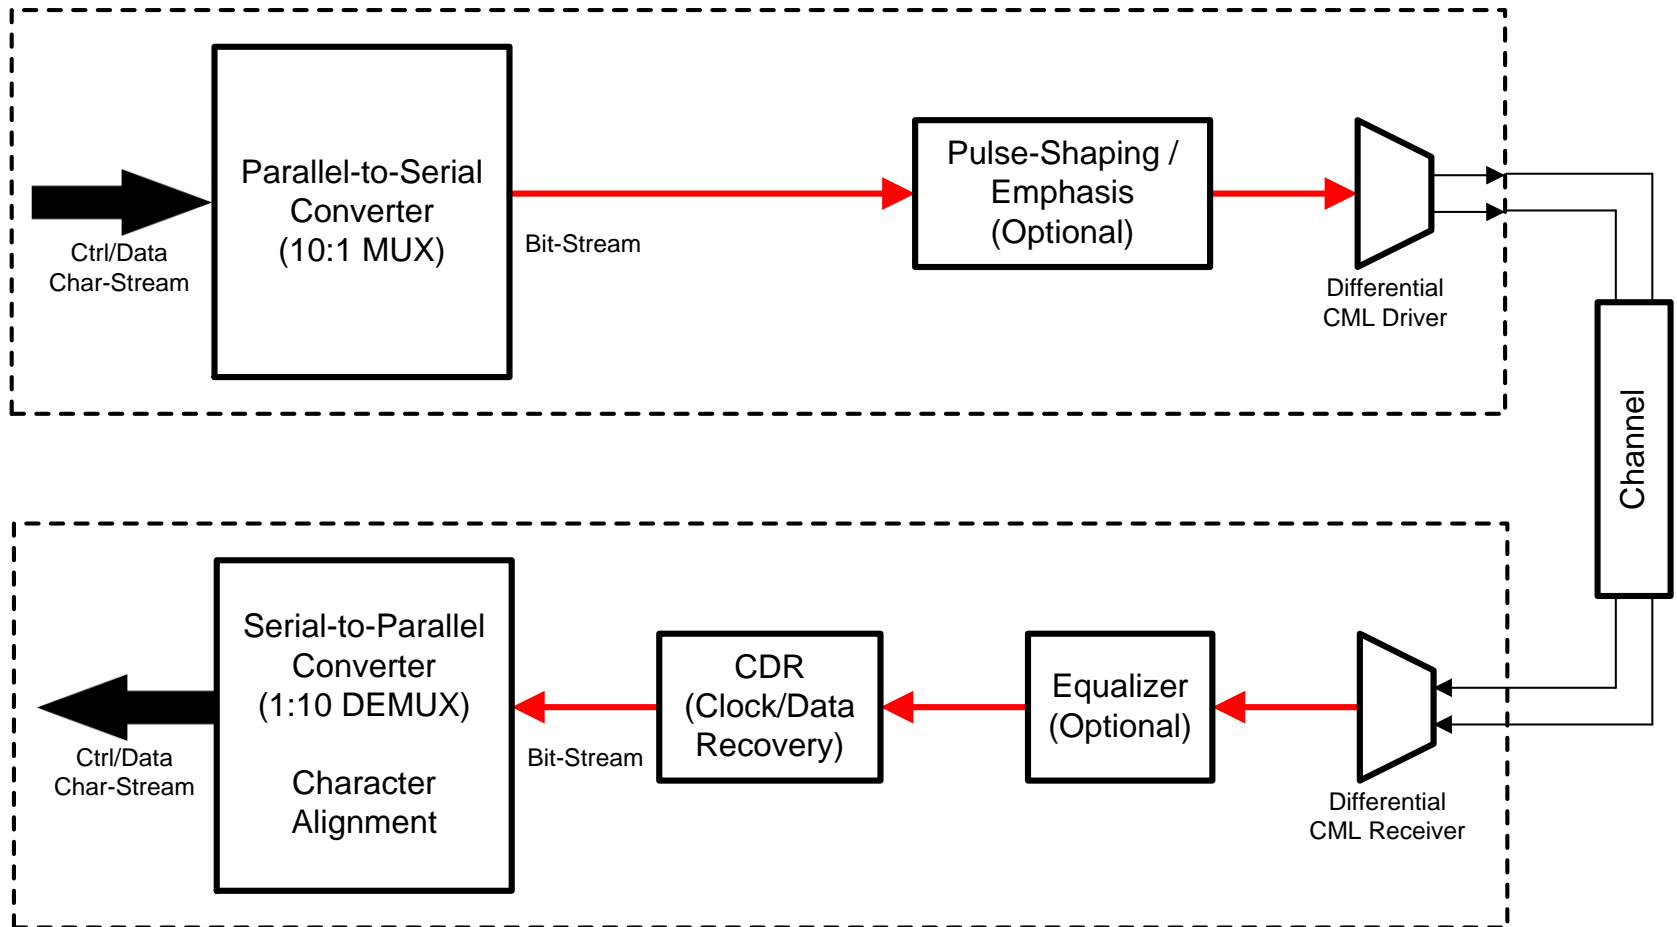 Parallel-to-Serial
Converter
(10:1 MUX)
Ctrl/Data
Char-Stream
Bit-Stream
Pulse-Shaping /
Emphasis
(Optional)
Differential
CML Driver
Channel
Serial-to-Parallel
Converter
(1:10 DEMUX)
Character
Alignment
Ctrl/Data
Char-Stream
Bit-Stream
CDR
(Clock/Data
Recovery)
Equalizer
(Optional)
Differential
CML Receiver